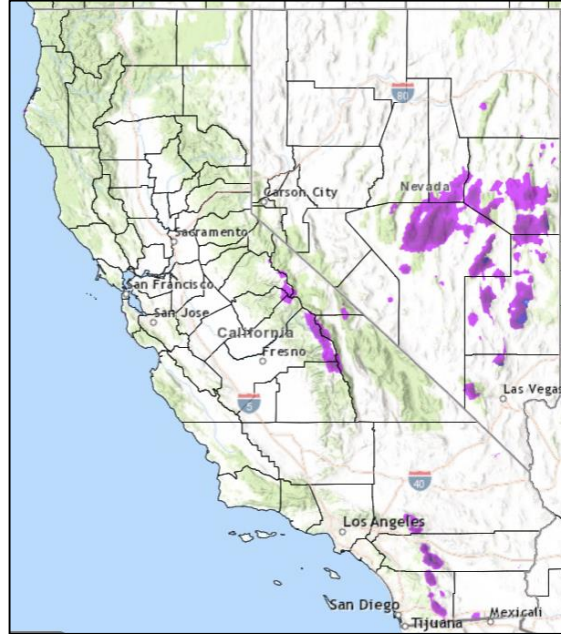 80
Nevada
Carson City
Sacramento
San Francisco
San Jose
California
Fresno
Las Vegas
5
40
Los Angeles
San Diego
Mexicali
Tijuana